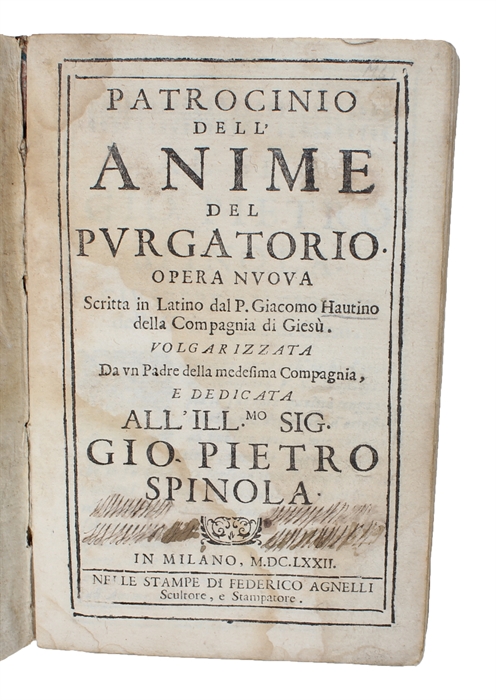 PATROCINIO
DELL'
ANIME
DEL
PVRGATORIO.
OPERA NVOVA
Scritta in Latino dal P. Giacomo Hautino
della Compagnia di Giesù.
VOLGARIZZATA
Da vn Padre della medesima Compagnia,
E DEDICATA
ALL'ILL.MO SIG.
GIO. PIETRO
SPINOLA.
IN MILANO, M.DC.LXXII.
NELLE STAMPE DI FEDERICO AGNELLI
Scultore, e Stampatore.